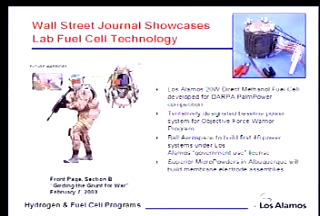 Wall Street Journal Showcases
Lab Fuel Cell Technology
Los Alamos 20W Direct Methanol Fuel Cell
developed for DARPA PalmPower
competition
Tentatively designated baseline power
system for Objective Force Warrior
Program
Ball Aerospace to build first 40
systems under Los
Alamos "government use" license
Superior MicroPowders in Albuquerque will
build membrane electrode assemblies
Front Page, Section B
"Girding the Grunt for War"
February 7, 2003
Hydrogen & Fuel Cell Programs
Los Alamos